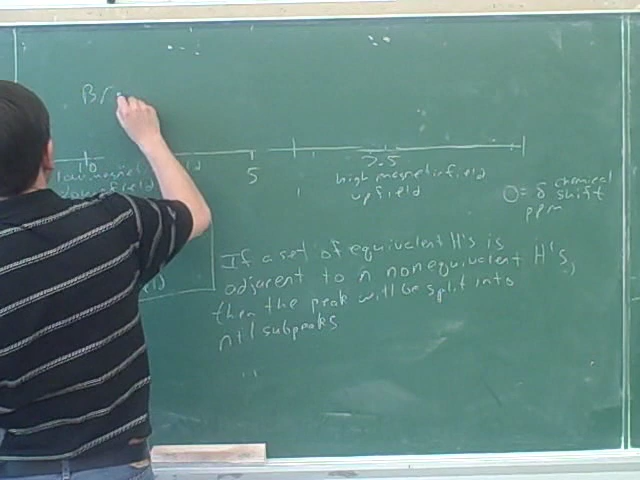 Br
10
5
2.5
low magnetic field
downfield
high magnetic field
upfield
0 = δ chemical
shift
ppm
If a set of equivalent H's is
adjacent to n nonequivalent H's,
then the peak will be split into
n+1 subpeaks